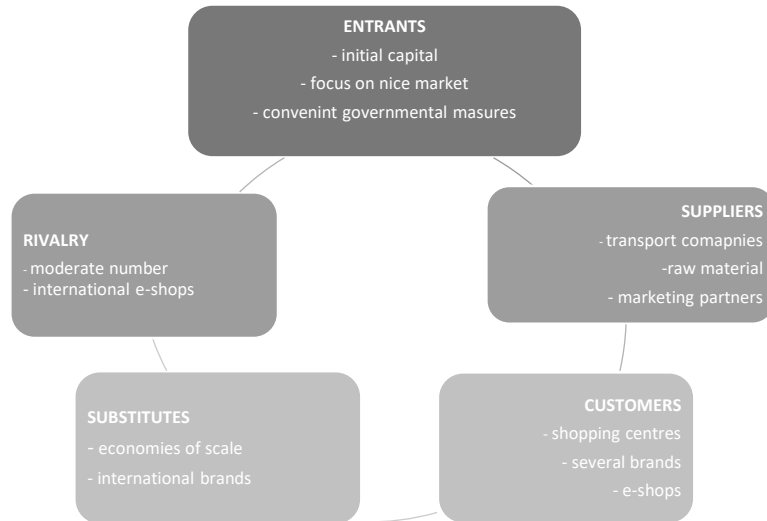 ENTRANTS
- initial capital
- focus on nice market
- convenint governmental masures
RIVALRY
- moderate number
- international e-shops
SUPPLIERS
- transport comapnies
-raw material
- marketing partners
SUBSTITUTES
- economies of scale
- international brands
CUSTOMERS
- shopping centres
- several brands
- e-shops